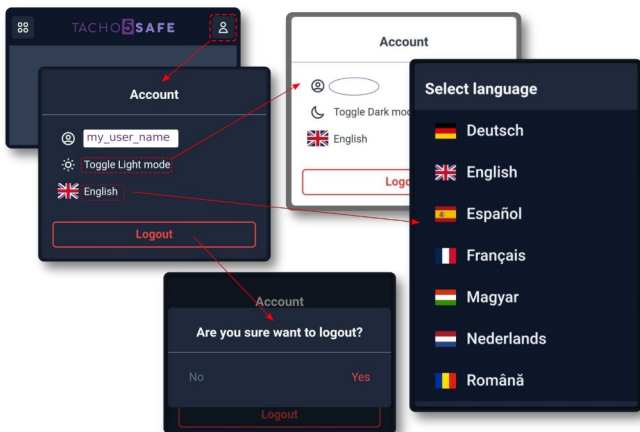 TACHO5SAFE
Account
my_user_name
Toggle Light mode
English
Logout
Account
Toggle Dark mod
English
Logo
Select language
Deutsch
English
Español
Français
Magyar
Nederlands
Română
Account
Are you sure want to logout?
No
Yes
Logout